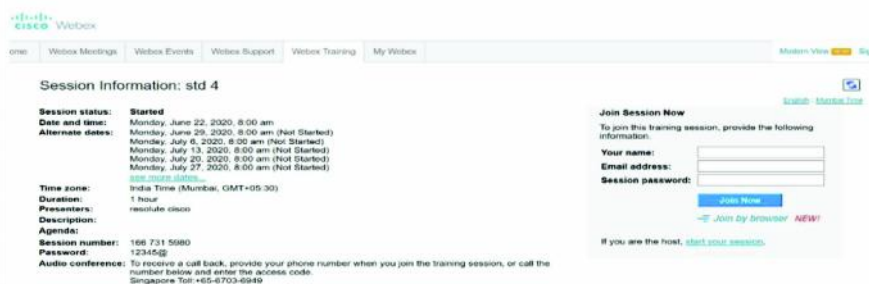 CISCO Webex
ome Webex Meetings Webex Events Webex Support Webex Training My Webex Modern View
Session Information: std 4
English : Mumbai Time
Session status: Started
Date and time: Monday, June 22, 2020, 8:00 am
Alternate dates: Monday, June 29, 2020, 8:00 am (Not Started)
Monday, July 6, 2020, 8:00 am (Not Started)
Monday, July 13, 2020, 8:00 am (Not Started)
Monday, July 20, 2020, 8:00 am (Not Started)
Monday, July 27, 2020, 8:00 am (Not Started)
see more dates...
Time zone: India Time (Mumbai, GMT+05:30)
Duration: 1 hour
Presenters: resolute cisco
Description:
Agenda:
Session number: 166 731 5980
Password: 12345@
Audio conference: To receive a call back, provide your phone number when you join the training session, or call the
number below and enter the access code.
Singapore Toll:+65-6703-6949
Join Session Now
To join this training session, provide the following
information.
Your name:
Email address:
Session password:
Join Now
Join by browser NEW!
If you are the host, start your session.